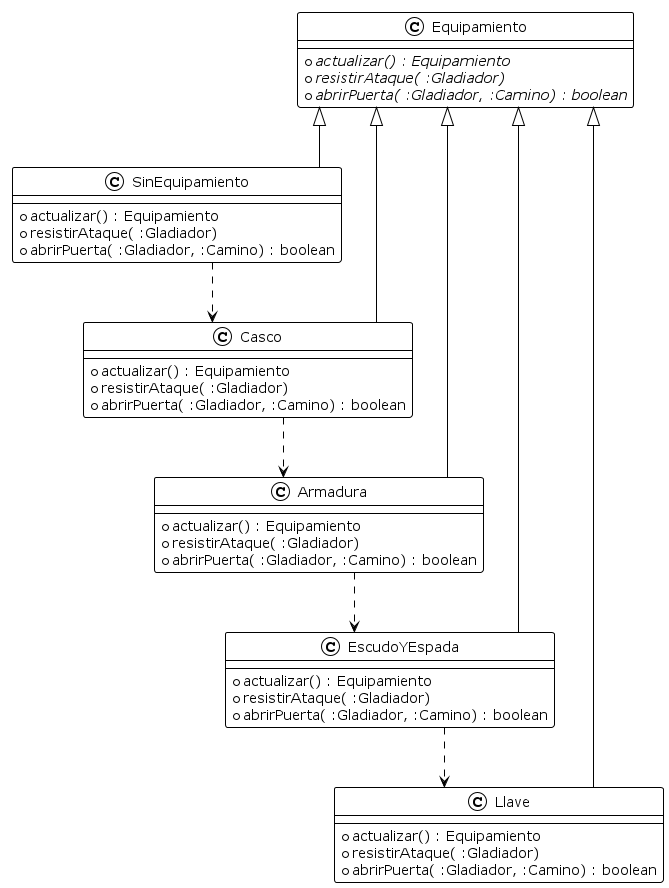 C Equipamiento
actualizar() : Equipamiento
resistirAtaque( :Gladiador)
abrirPuerta( :Gladiador, :Camino) : boolean
C SinEquipamiento
actualizar() : Equipamiento
resistirAtaque( :Gladiador)
abrirPuerta( :Gladiador, :Camino) : boolean
C Casco
actualizar() : Equipamiento
resistirAtaque( :Gladiador)
abrirPuerta( :Gladiador, :Camino) : boolean
C Armadura
actualizar() : Equipamiento
resistirAtaque( :Gladiador)
abrirPuerta( :Gladiador, :Camino) : boolean
C EscudoYEspada
actualizar() : Equipamiento
resistirAtaque( :Gladiador)
abrirPuerta( :Gladiador, :Camino) : boolean
C Llave
actualizar() : Equipamiento
resistirAtaque( :Gladiador)
abrirPuerta( :Gladiador, :Camino) : boolean